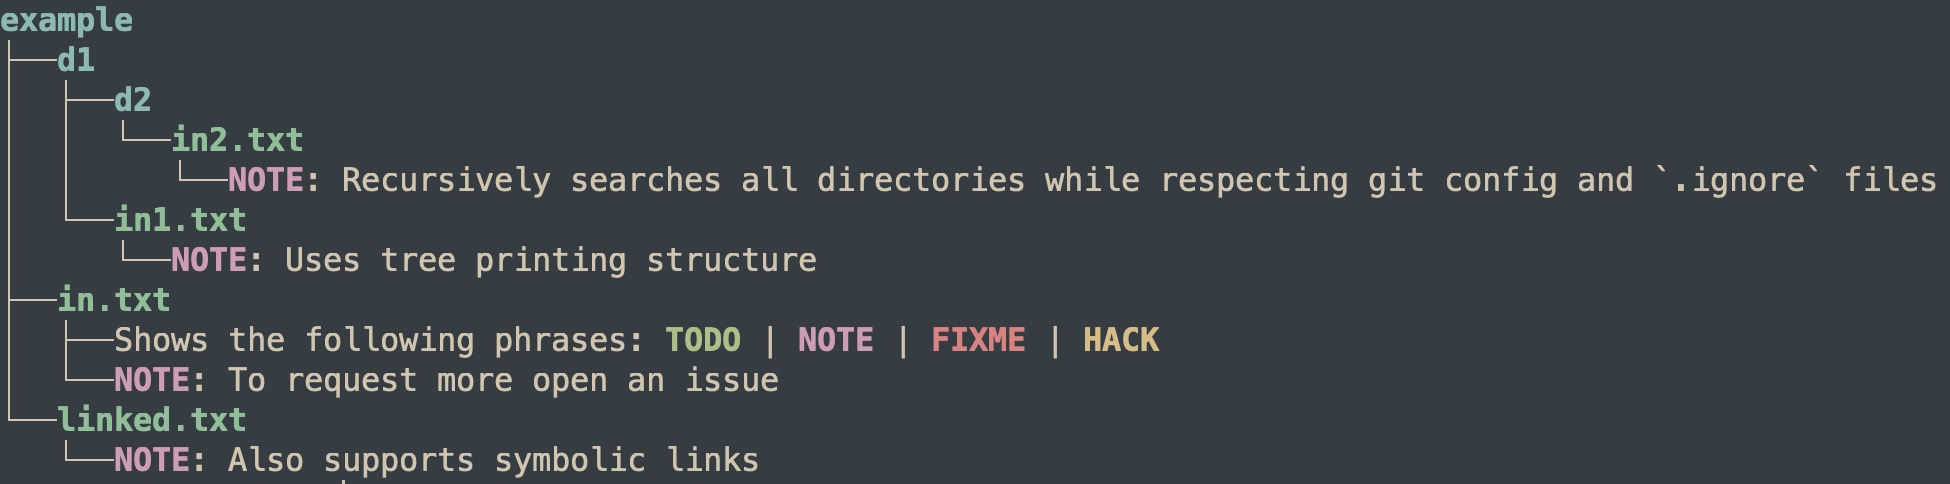 example
d1
d2
in2.txt
NOTE: Recursively searches all directories while respecting git config and `.ignore` files
in1.txt
NOTE: Uses tree printing structure
in.txt
Shows the following phrases: TODO | NOTE | FIXME | HACK
NOTE: To request more open an issue
linked.txt
NOTE: Also supports symbolic links